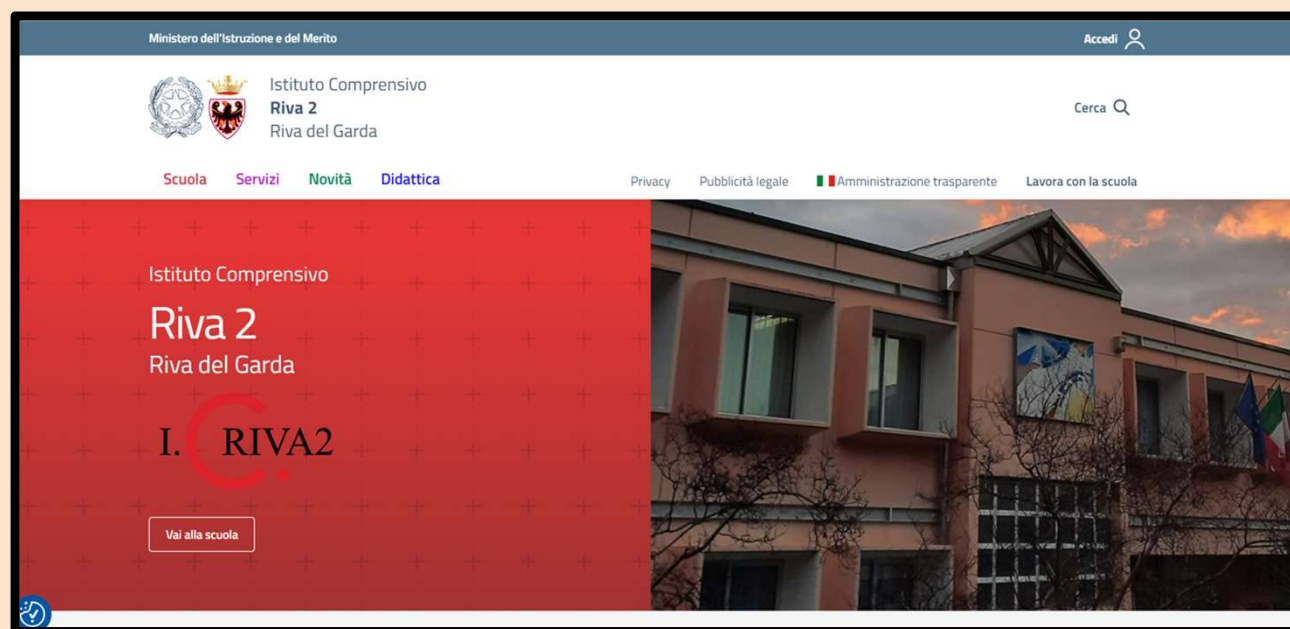 Ministero dell'Istruzione e del Merito
Accedi
Istituto Comprensivo
Riva 2
Riva del Garda
Cerca
Scuola Servizi Novità Didattica
Privacy Pubblicità legale Amministrazione trasparente Lavora con la scuola
Istituto Comprensivo
Riva 2
Riva del Garda
I. C. RIVA2
Vai alla scuola